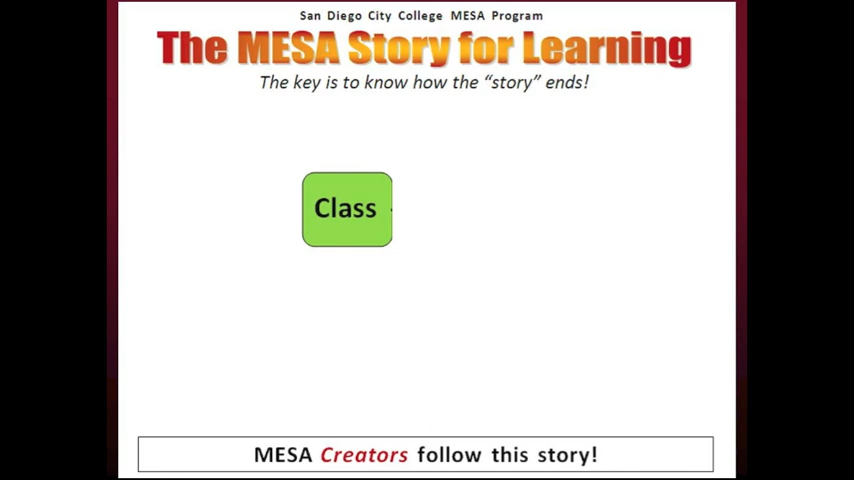 San Diego City College MESA Program
The MESA Story for Learning
The key is to know how the “story” ends!
Class
MESA Creators follow this story!